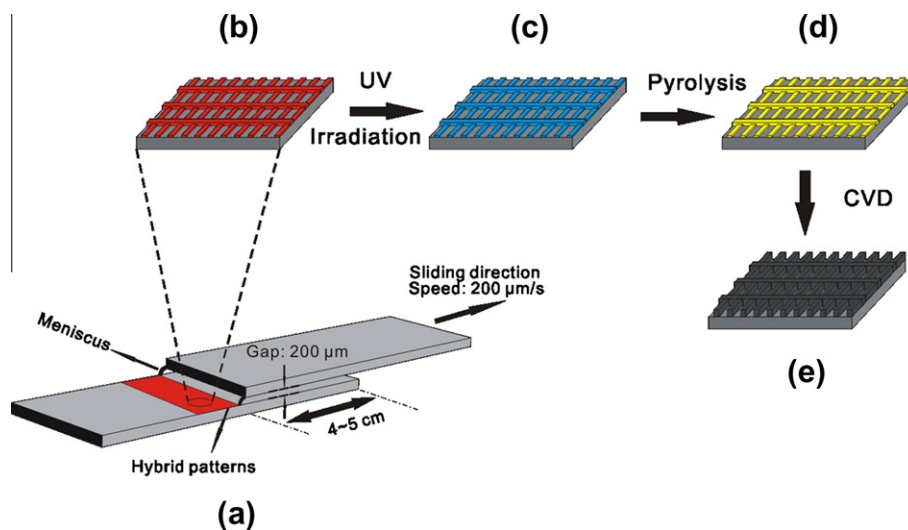 (b)
(c)
(d)
UV
Irradiation
Pyrolysis
CVD
Sliding direction
Speed: 200 μm/s
Meniscus
Gap: 200 μm
(e)
4~5 cm
Hybrid patterns
(a)